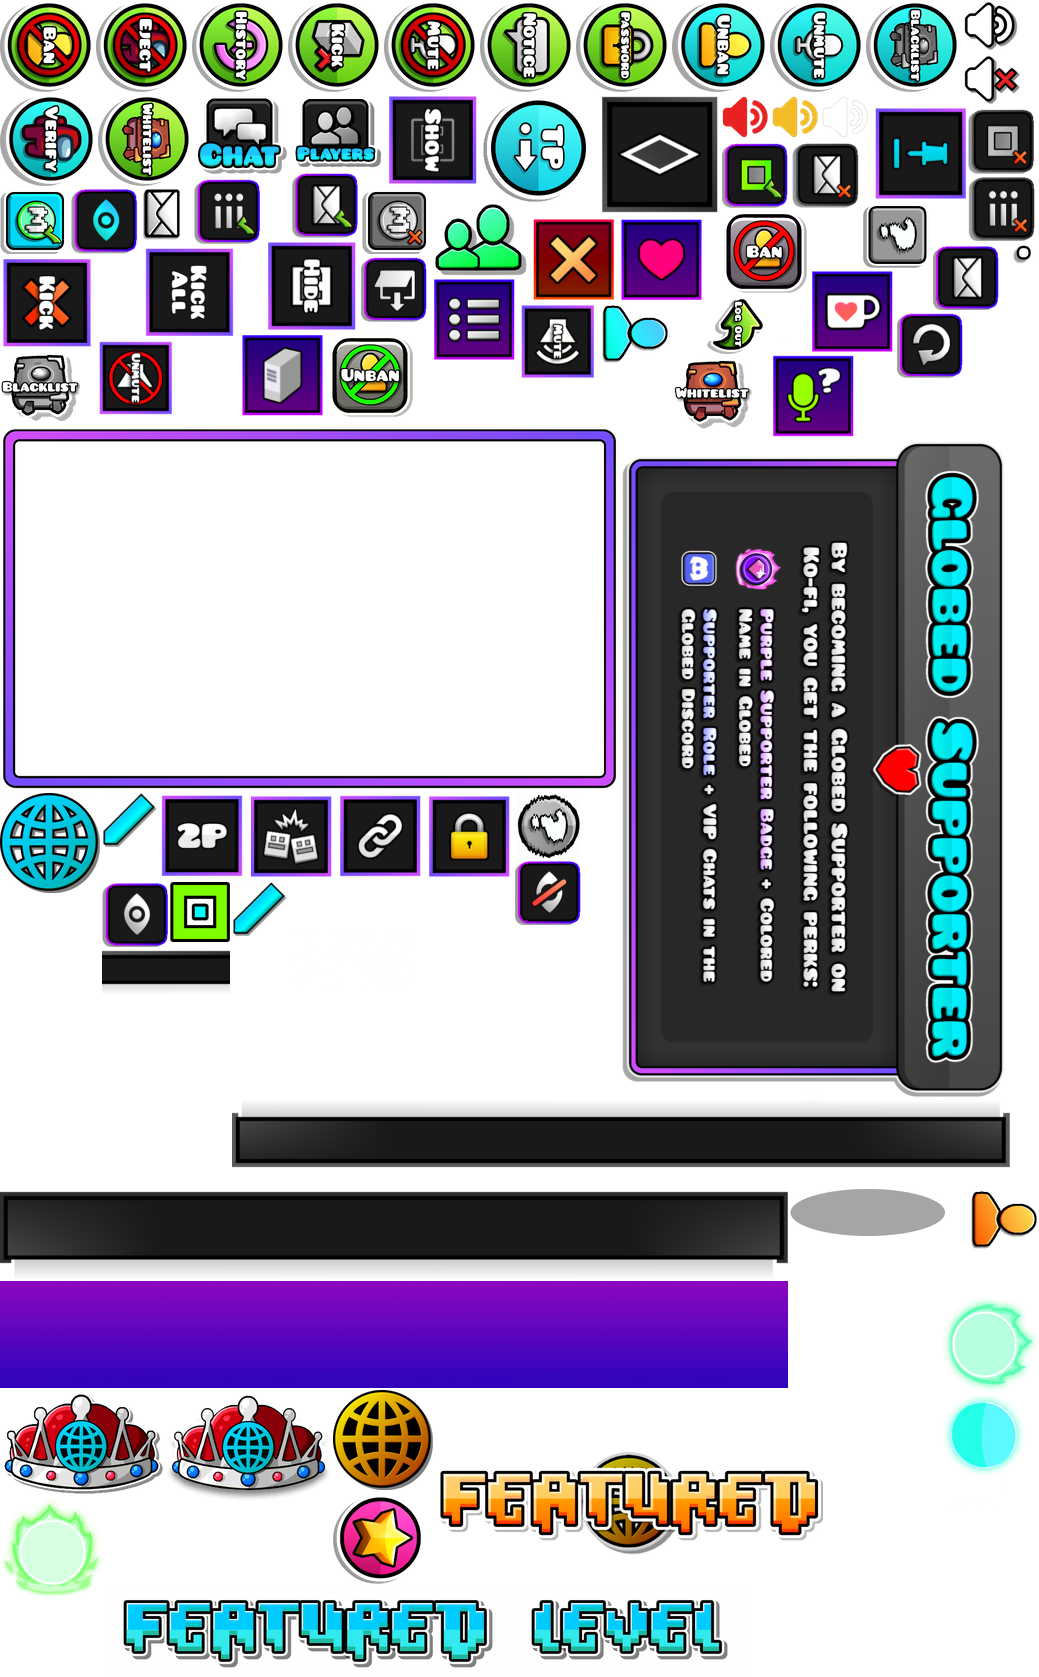 BAN
EJECT
HISTORY
KICK
MUTE
NOTICE
PASSWORD
UNBAN
UNMUTE
BLACKLIST
VERIFY
WHITELIST
CHAT
PLAYERS
SHOW
TP
M
M
KICK
KICK
ALL
HIDE
MUTE
BAN
LOG OUT
BLACKLIST
UNMUTE
UNBAN
WHITELIST
?
GLOBED SUPPORTER
BY BECOMING A GLOBED SUPPORTER ON
KO-FI, YOU GET THE FOLLOWING PERKS:
PURPLE SUPPORTER BADGE + COLORED
NAME IN GLOBED
SUPPORTER ROLE + VIP CHATS IN THE
GLOBED DISCORD
2P
FEATURED
FEATURED LEVEL